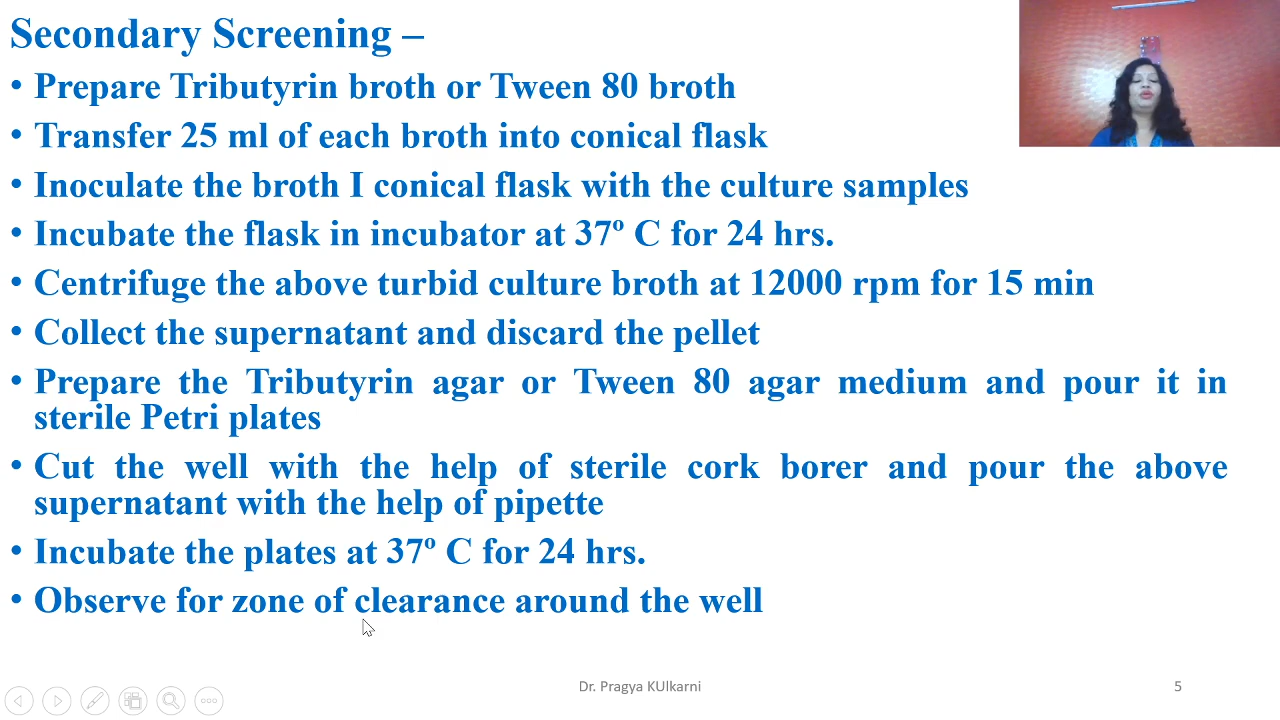 Secondary Screening –
• Prepare Tributyrin broth or Tween 80 broth
• Transfer 25 ml of each broth into conical flask
• Inoculate the broth I conical flask with the culture samples
• Incubate the flask in incubator at 37º C for 24 hrs.
• Centrifuge the above turbid culture broth at 12000 rpm for 15 min
• Collect the supernatant and discard the pellet
• Prepare the Tributyrin agar or Tween 80 agar medium and pour it in
sterile Petri plates
• Cut the well with the help of sterile cork borer and pour the above
supernatant with the help of pipette
• Incubate the plates at 37º C for 24 hrs.
• Observe for zone of clearance around the well
Dr. Pragya KUlkarni
5